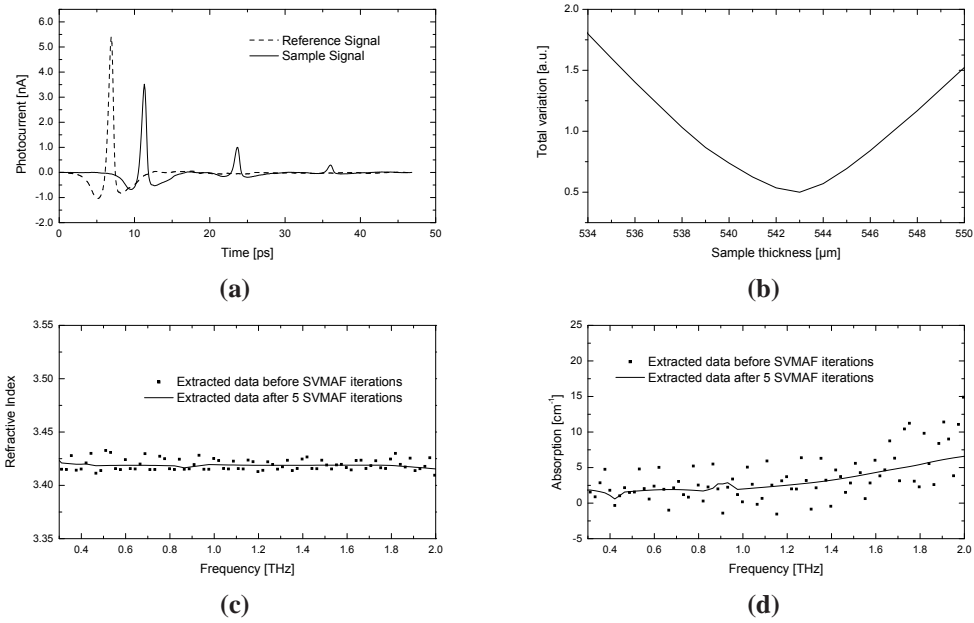 6.0
5.0
4.0
3.0
2.0
1.0
0.0
-1.0
-2.0
Photocurrent [nA]
Reference Signal
Sample Signal
0 10 20 30 40 50
Time [ps]
(a)
2.0
1.5
1.0
0.5
Total variation [a.u.]
534 536 538 540 542 544 546 548 550
Sample thickness [µm]
(b)
3.55
3.50
3.45
3.40
3.35
Refractive Index
Extracted data before SVMAF iterations
Extracted data after 5 SVMAF iterations
0.4 0.6 0.8 1.0 1.2 1.4 1.6 1.8 2.0
Frequency [THz]
(c)
25
20
15
10
5
0
-5
Absorption [cm⁻¹]
Extracted data before SVMAF iterations
Extracted data after 5 SVMAF iterations
0.4 0.6 0.8 1.0 1.2 1.4 1.6 1.8 2.0
Frequency [THz]
(d)